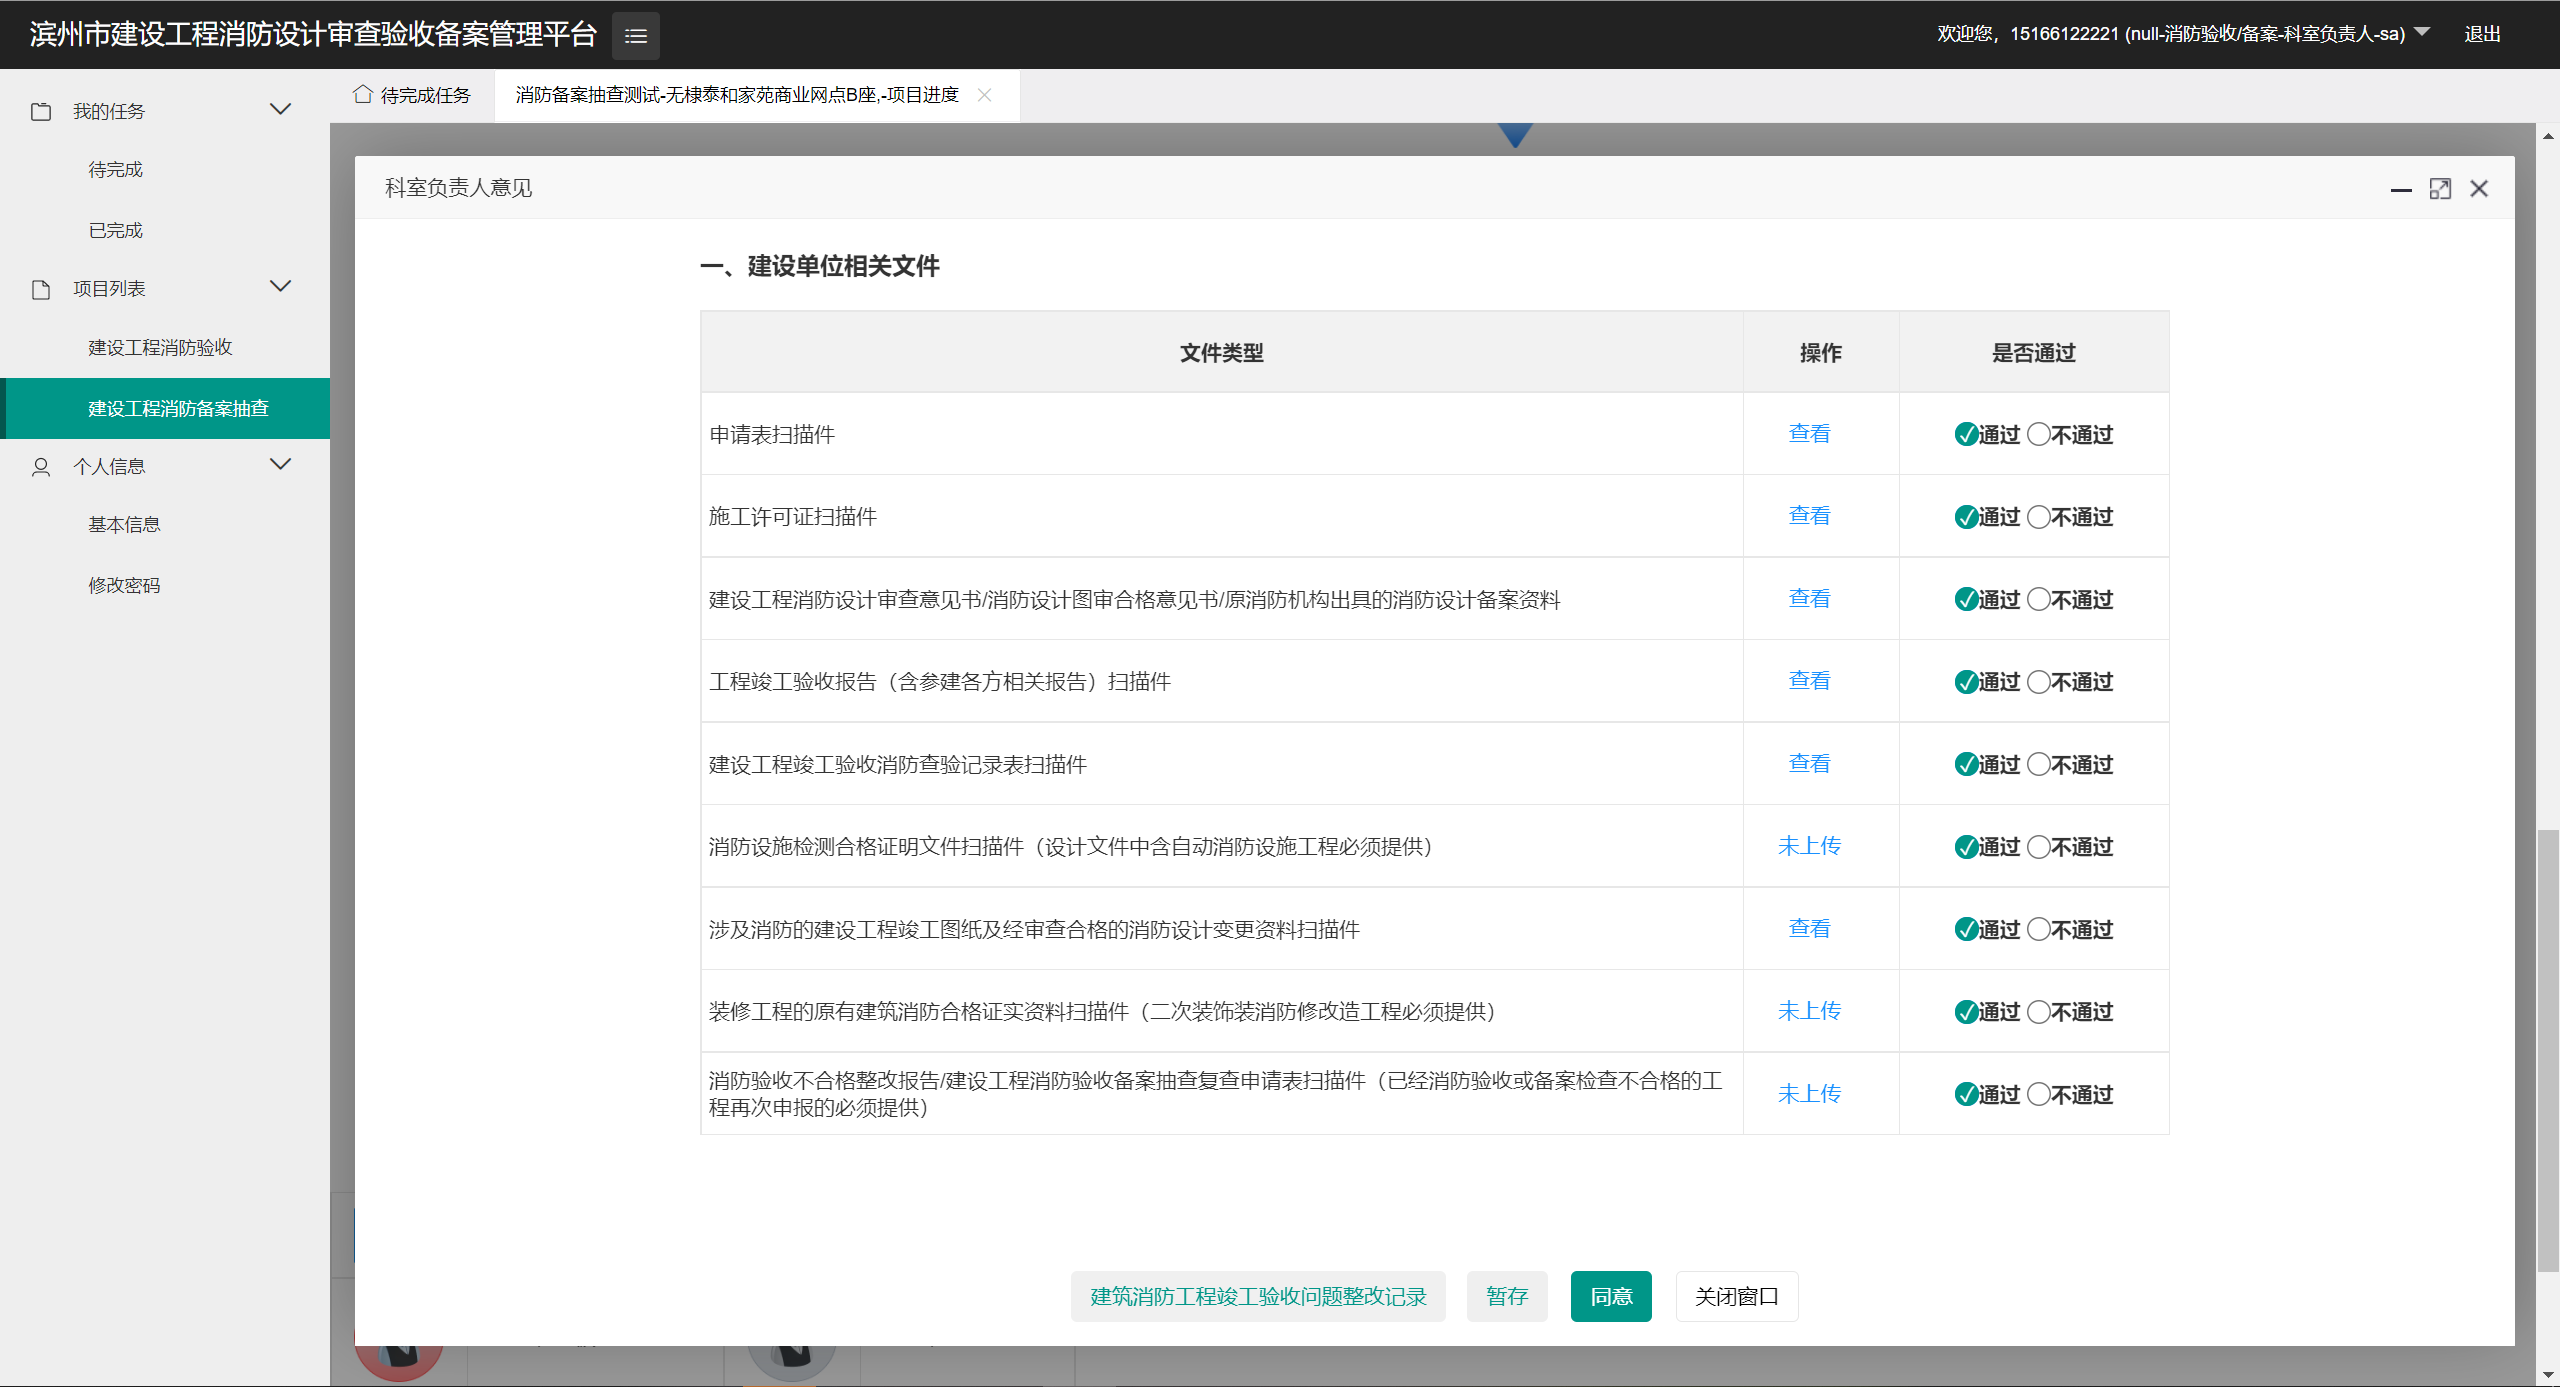 滨州市建设工程消防设计审查验收备案管理平台
欢迎您，15166122221 (null-消防验收/备案-科室负责人-sa)
退出
我的任务
待完成
已完成
项目列表
建设工程消防验收
建设工程消防备案抽查
个人信息
基本信息
修改密码
待完成任务
消防备案抽查测试-无棣泰和家苑商业网点B座,-项目进度
科室负责人意见
一、建设单位相关文件
文件类型 操作 是否通过
申请表扫描件 查看 通过 不通过
施工许可证扫描件 查看 通过 不通过
建设工程消防设计审查意见书/消防设计图审合格意见书/原消防机构出具的消防设计备案资料 查看 通过 不通过
工程竣工验收报告（含参建各方相关报告）扫描件 查看 通过 不通过
建设工程竣工验收消防查验记录表扫描件 查看 通过 不通过
消防设施检测合格证明文件扫描件（设计文件中含自动消防设施工程必须提供） 未上传 通过 不通过
涉及消防的建设工程竣工图纸及经审查合格的消防设计变更资料扫描件 查看 通过 不通过
装修工程的原有建筑消防合格证实资料扫描件（二次装饰装消防修改造工程必须提供） 未上传 通过 不通过
消防验收不合格整改报告/建设工程消防验收备案抽查复查申请表扫描件（已经消防验收或备案检查不合格的工
程再次申报的必须提供） 未上传 通过 不通过
建筑消防工程竣工验收问题整改记录 暂存 同意 关闭窗口